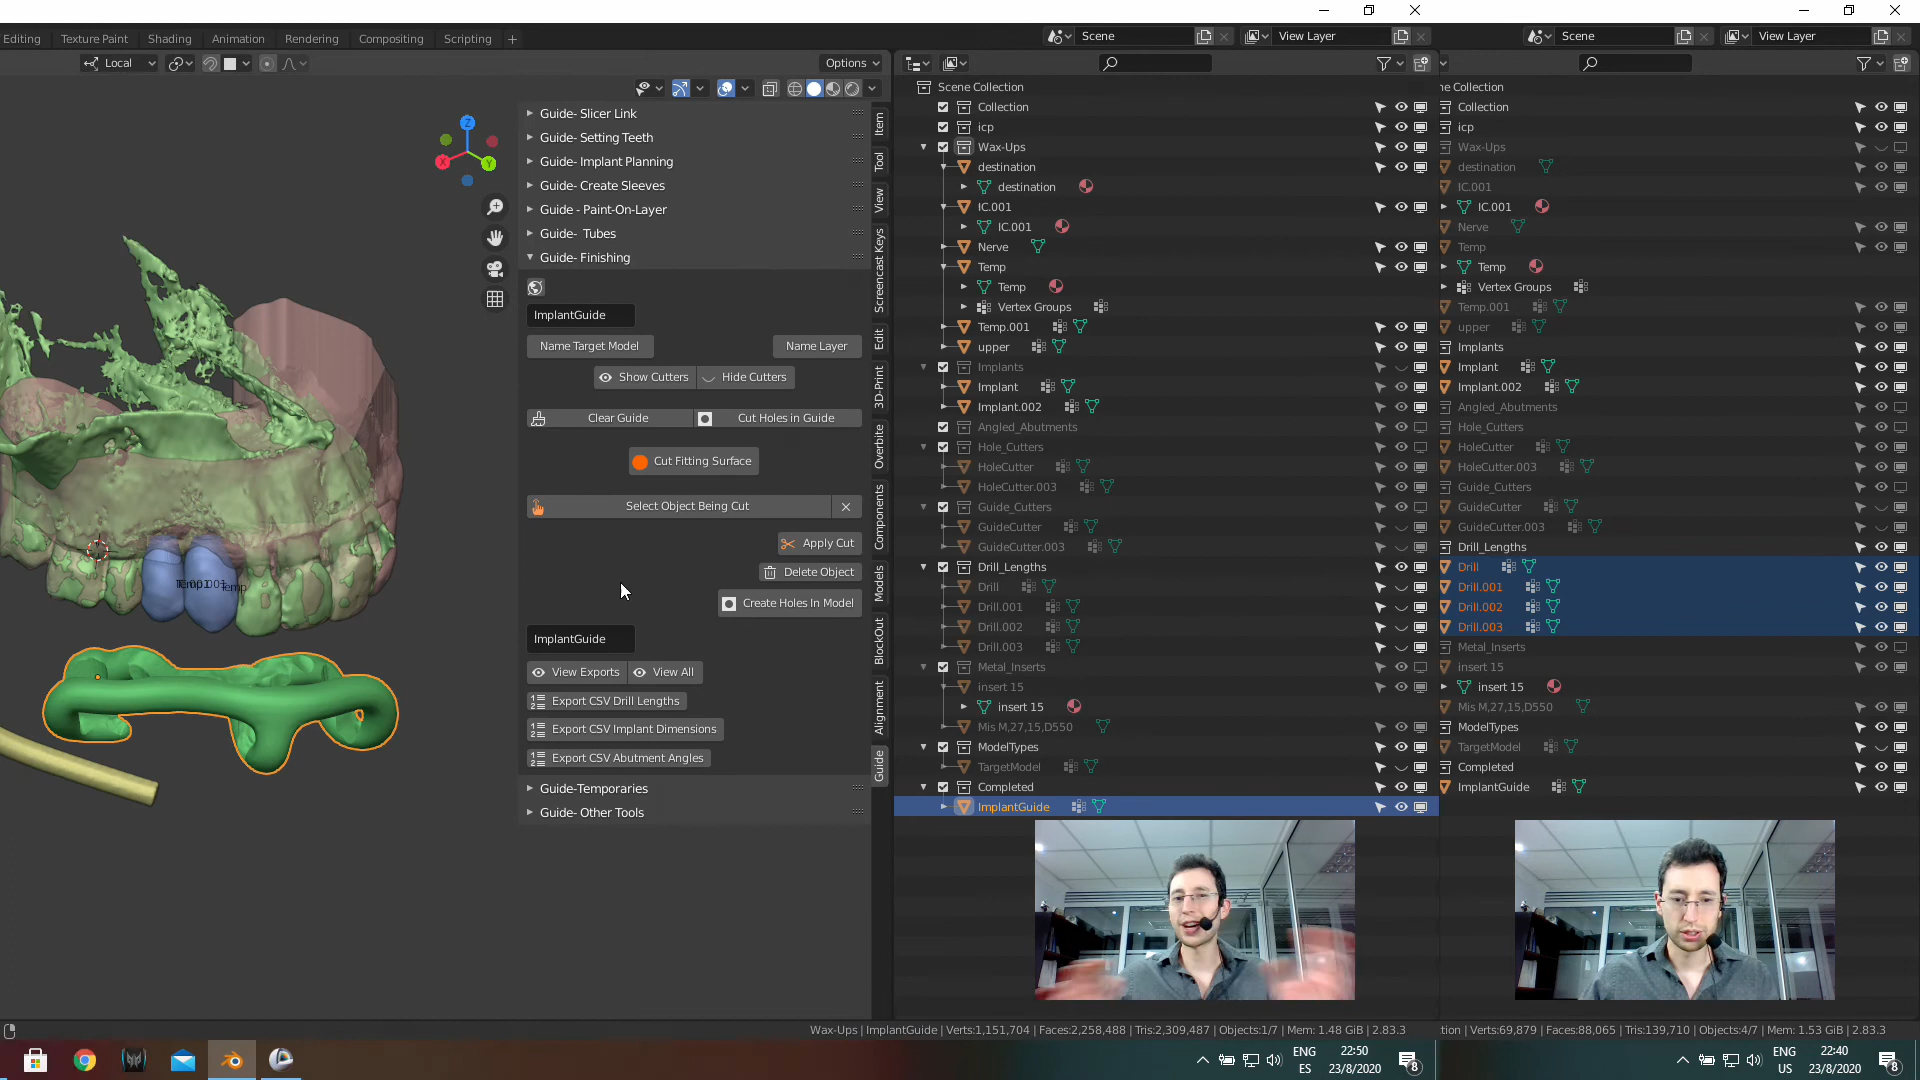 Editing Texture Paint Shading Animation Rendering Compositing Scripting +
Scene View Layer
Scene View Layer
Local
Options
X Y Z
Guide- Slicer Link
Guide- Setting Teeth
Guide- Implant Planning
Guide- Create Sleeves
Guide - Paint-On-Layer
Guide- Tubes
Guide- Finishing
ImplantGuide
Name Target Model Name Layer
Show Cutters Hide Cutters
Clear Guide Cut Holes in Guide
Cut Fitting Surface
Select Object Being Cut
Apply Cut
Delete Object
Create Holes In Model
ImplantGuide
View Exports View All
Export CSV Drill Lengths
Export CSV Implant Dimensions
Export CSV Abutment Angles
Guide-Temporaries
Guide- Other Tools
Item
Tool
View
Screencast Keys
Edit
3D-Print
Overbite
Components
Models
BlockOut
Alignment
Guide
Temp
Scene Collection
Collection
icp
Wax-Ups
destination
destination
IC.001
IC.001
Nerve
Temp
Temp
Vertex Groups
Temp.001
upper
Implants
Implant
Implant.002
Angled_Abutments
Hole_Cutters
HoleCutter
HoleCutter.003
Guide_Cutters
GuideCutter
GuideCutter.003
Drill_Lengths
Drill
Drill.001
Drill.002
Drill.003
Metal_Inserts
insert 15
insert 15
Mis M,27,15,D550
ModelTypes
TargetModel
Completed
ImplantGuide
ne Collection
Collection
icp
Wax-Ups
destination
IC.001
IC.001
Nerve
Temp
Temp
Vertex Groups
Temp.001
upper
Implants
Implant
Implant.002
Angled_Abutments
Hole_Cutters
HoleCutter
HoleCutter.003
Guide_Cutters
GuideCutter
GuideCutter.003
Drill_Lengths
Drill
Drill.001
Drill.002
Drill.003
Metal_Inserts
insert 15
insert 15
Mis M,27,15,D550
ModelTypes
TargetModel
Completed
ImplantGuide
Wax-Ups | ImplantGuide | Verts:1,151,704 | Faces:2,258,488 | Tris:2,309,487 | Objects:1/7 | Mem: 1.48 GiB | 2.83.3
tion | Verts:69,879 | Faces:88,065 | Tris:139,710 | Objects:4/7 | Mem: 1.53 GiB | 2.83.3
ENG
ES
22:50
23/8/2020
8
ENG
US
22:40
23/8/2020
8